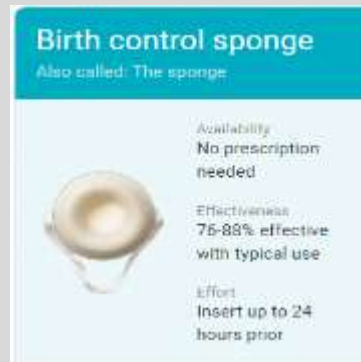 Birth control sponge
Also called: The sponge
Availability
No prescription
needed
Effectiveness
76-88% effective
with typical use
Effort
Insert up to 24
hours prior